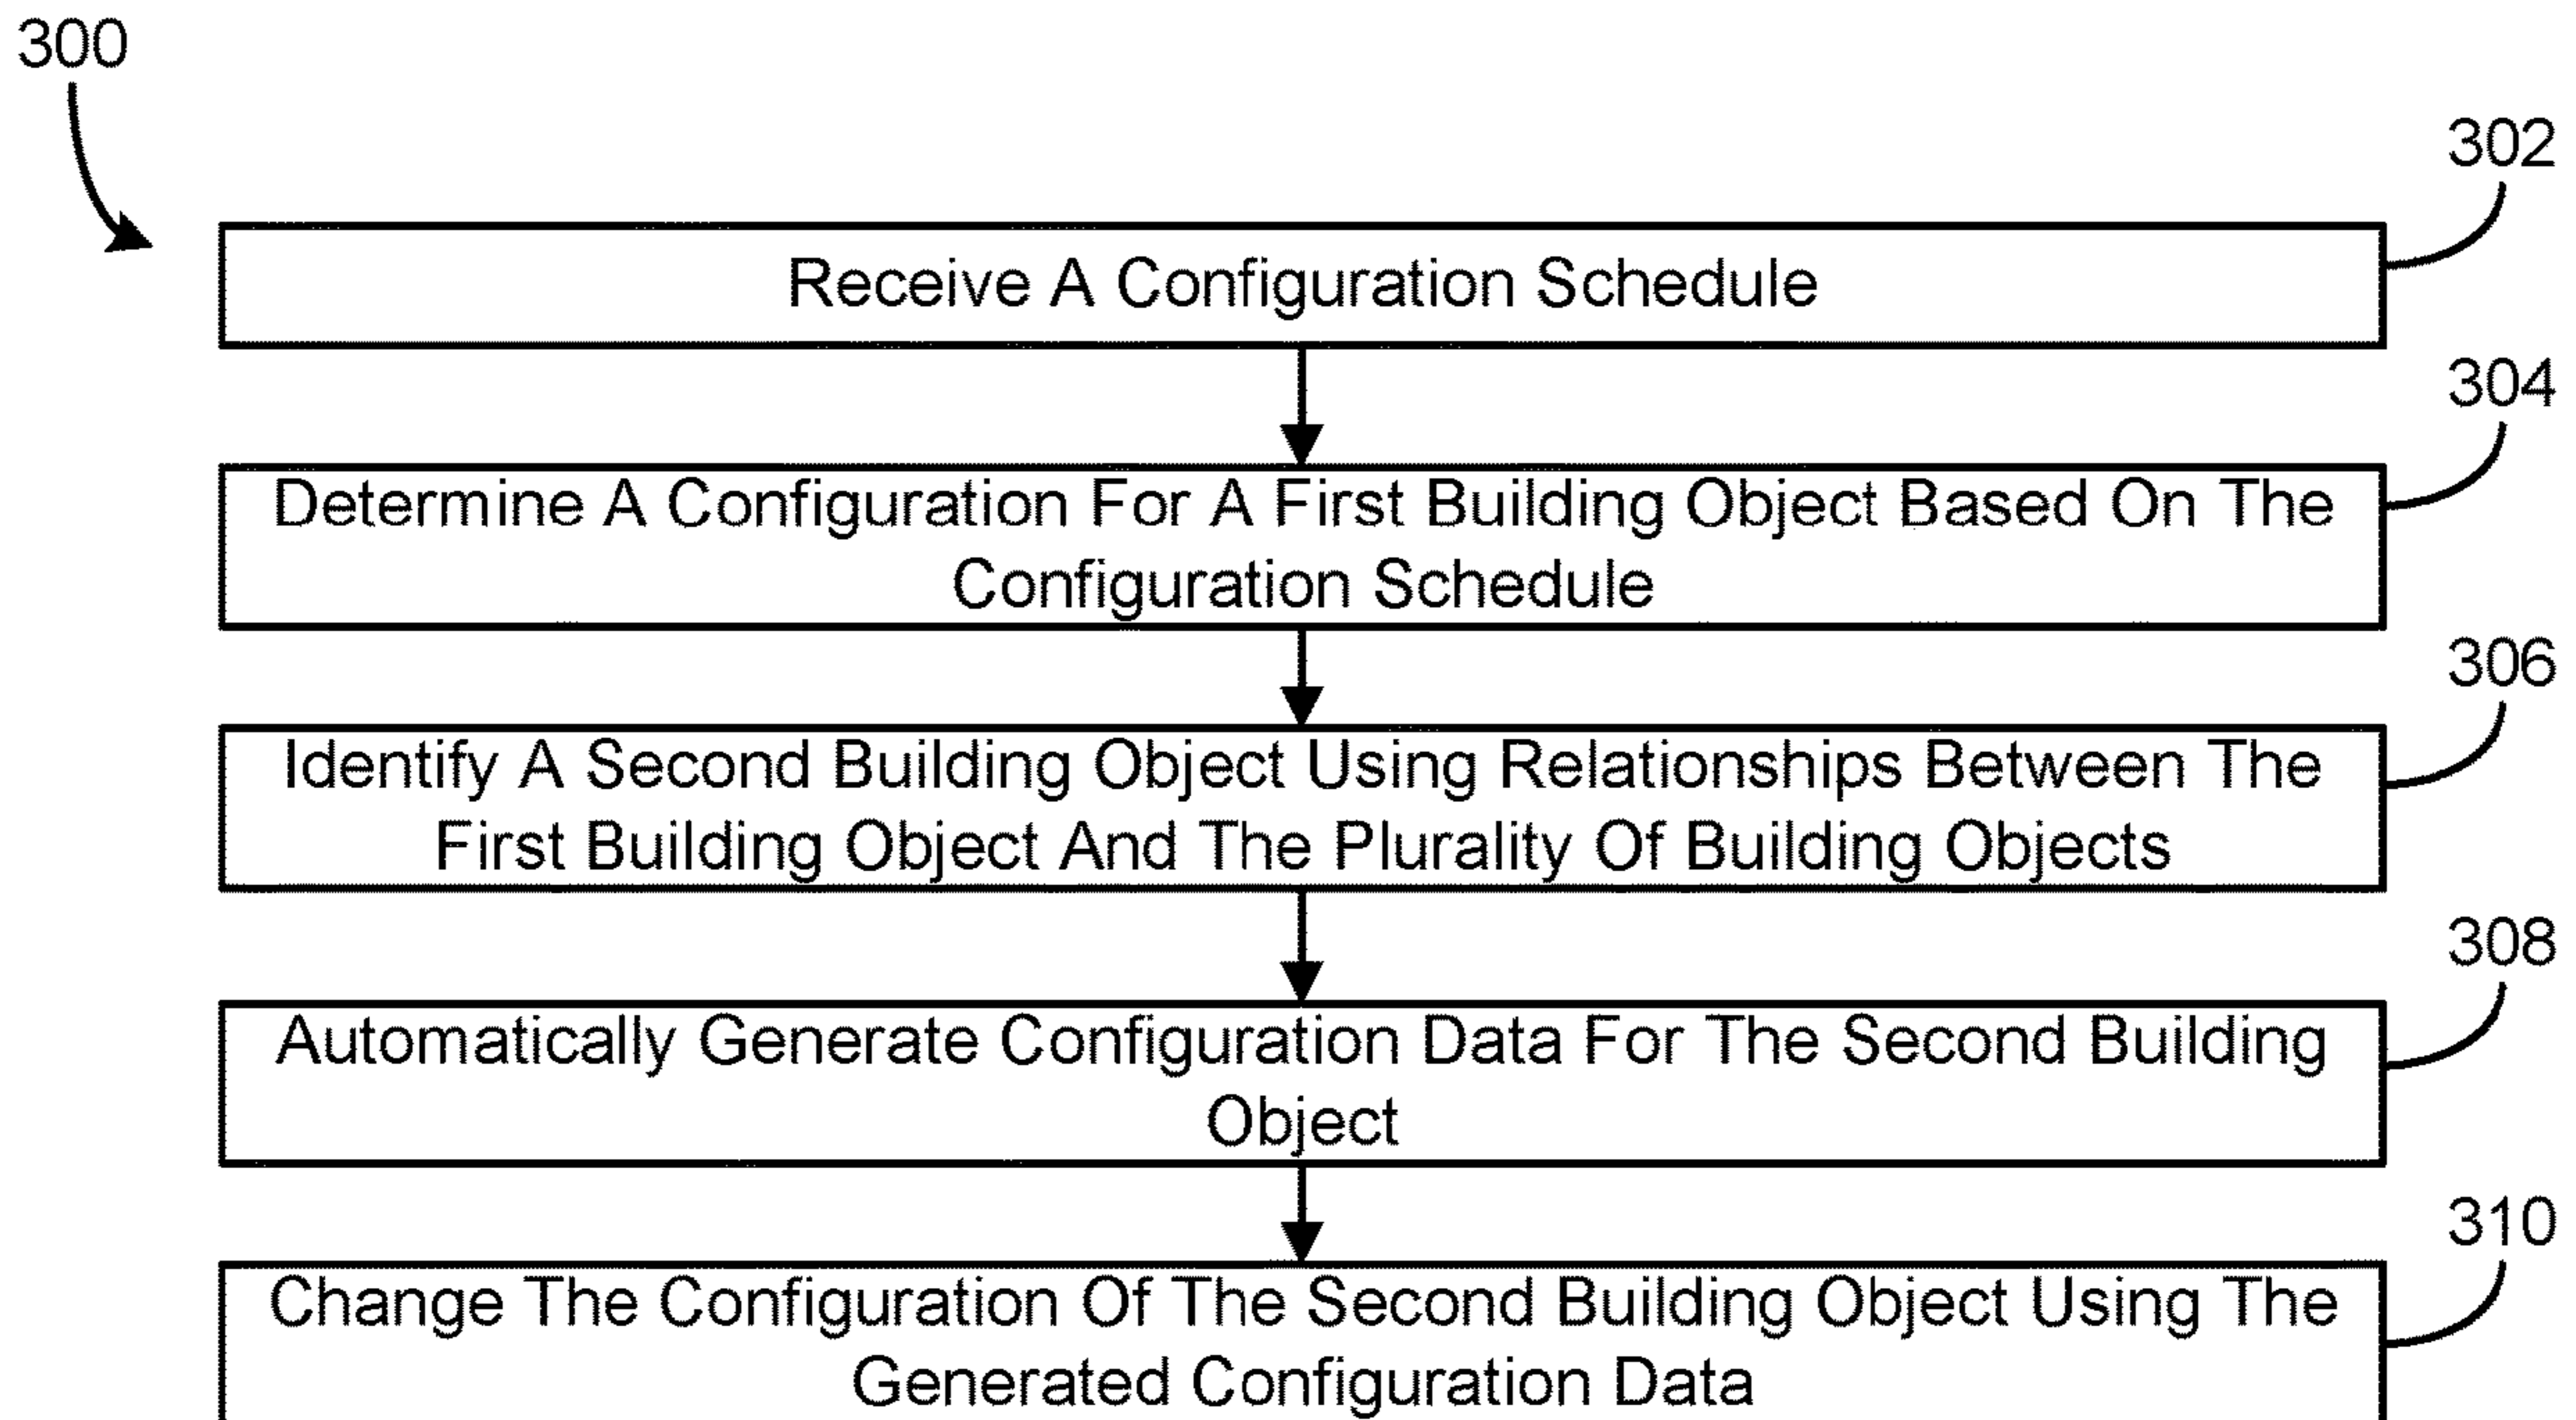 300
302
Receive A Configuration Schedule
304
Determine A Configuration For A First Building Object Based On The
Configuration Schedule
306
Identify A Second Building Object Using Relationships Between The
First Building Object And The Plurality Of Building Objects
308
Automatically Generate Configuration Data For The Second Building
Object
310
Change The Configuration Of The Second Building Object Using The
Generated Configuration Data